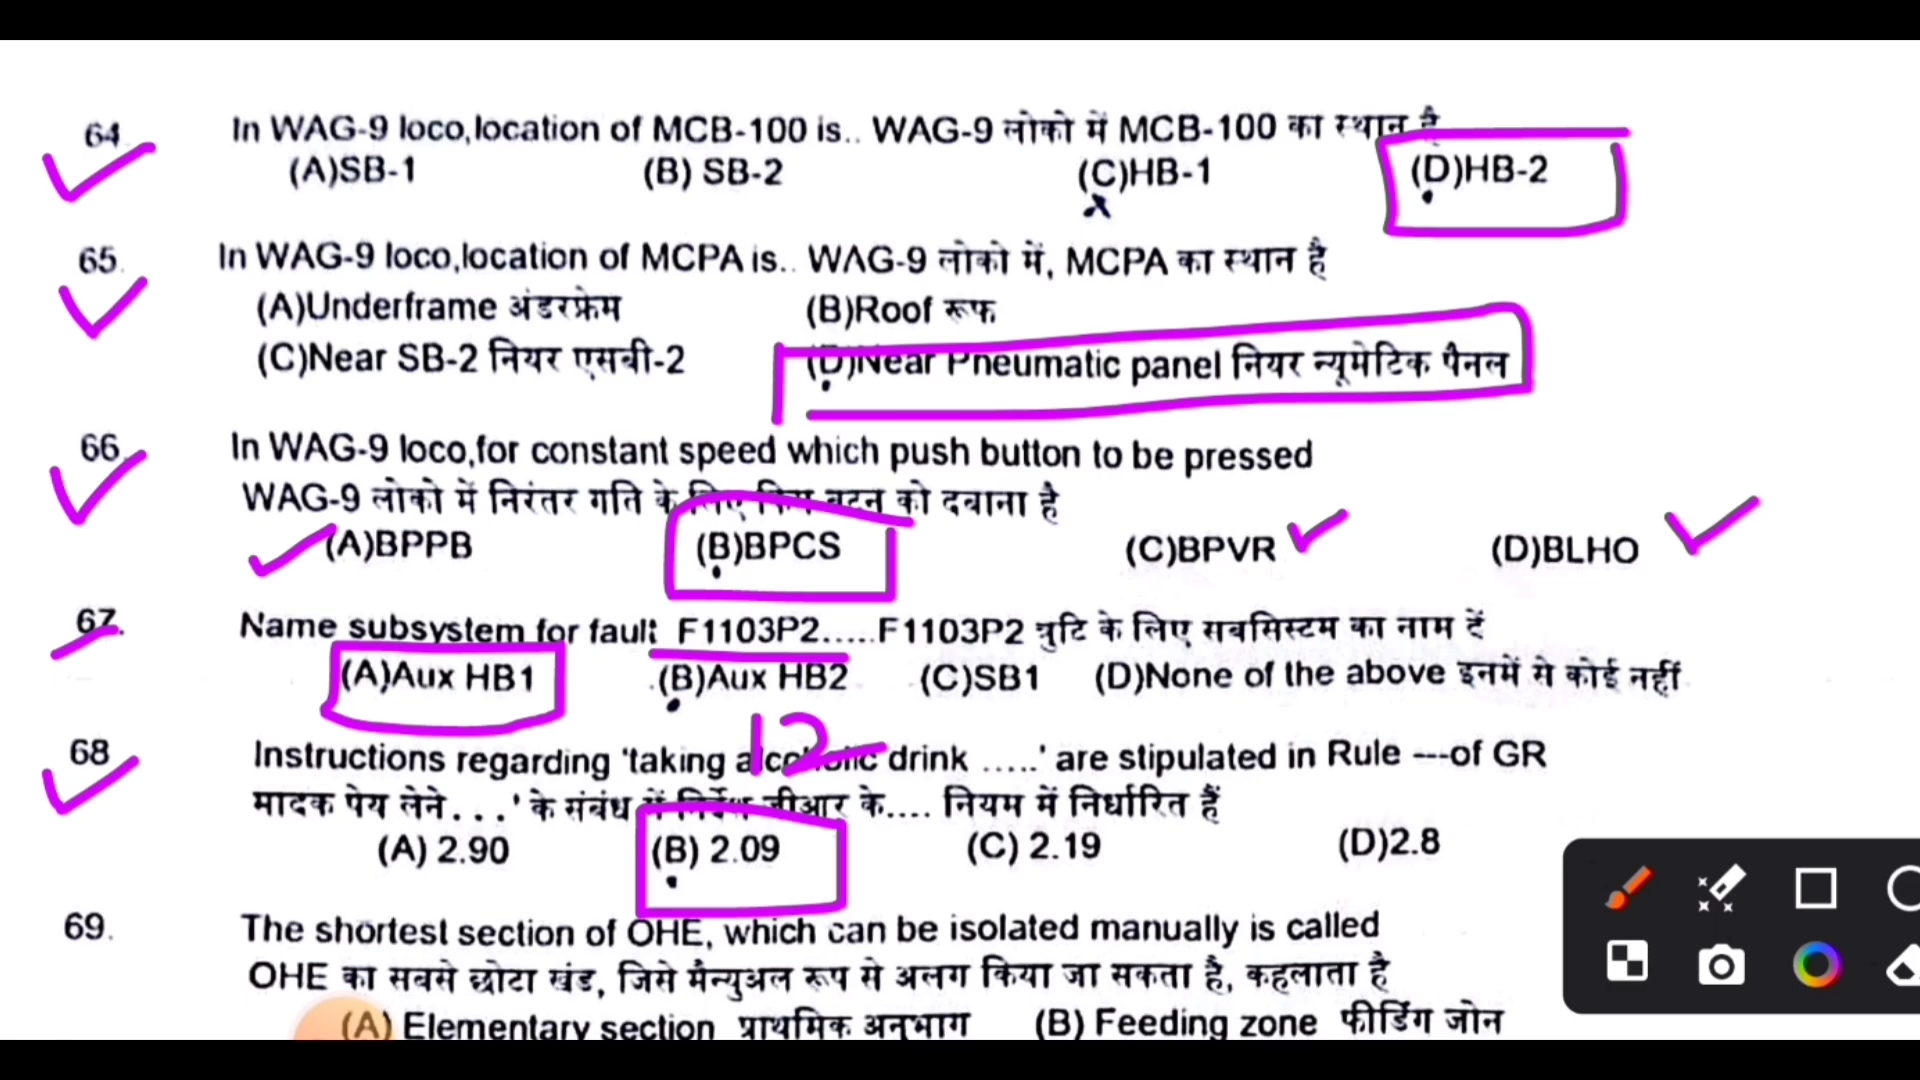 64. In WAG-9 loco,location of MCB-100 is.. WAG-9 लोको में MCB-100 का स्थान है
(A)SB-1 (B) SB-2 (C)HB-1 (D)HB-2
65. In WAG-9 loco,location of MCPA is.. WAG-9 लोको में, MCPA का स्थान है
(A)Underframe अंडरफ्रेम (B)Roof रूफ
(C)Near SB-2 नियर एसबी-2 (D)Near Pneumatic panel नियर न्यूमेटिक पैनल
66. In WAG-9 loco,for constant speed which push button to be pressed
WAG-9 लोको में निरंतर गति के लिए किस बटन को दबाना है
(A)BPPB (B)BPCS (C)BPVR (D)BLHO
67. Name subsystem for fault F1103P2.....F1103P2 त्रुटि के लिए सबसिस्टम का नाम दें
(A)Aux HB1 (B)Aux HB2 (C)SB1 (D)None of the above इनमें से कोई नहीं
12
68 Instructions regarding 'taking alcoholic drink .....' are stipulated in Rule ---of GR
मादक पेय लेने...' के संबंध में निर्देश जीआर के.... नियम में निर्धारित हैं
(A) 2.90 (B) 2.09 (C) 2.19 (D)2.8
69. The shortest section of OHE, which can be isolated manually is called
OHE का सबसे छोटा खंड, जिसे मैन्युअल रूप से अलग किया जा सकता है, कहलाता है
(A) Elementary section प्राथमिक अनुभाग (B) Feeding zone फीडिंग जोन